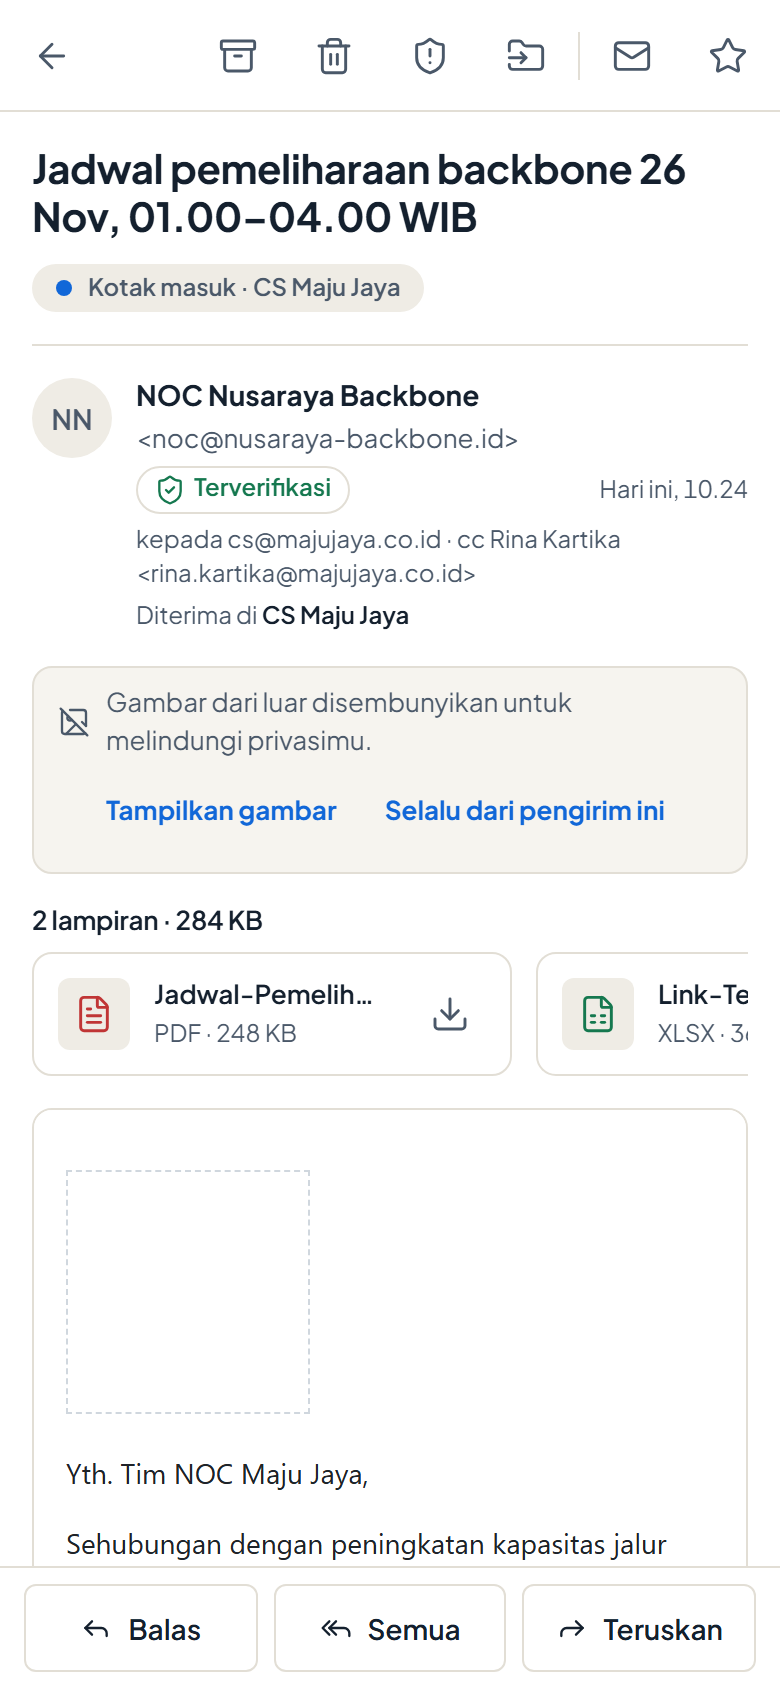 Jadwal pemeliharaan backbone 26
Nov, 01.00–04.00 WIB
Kotak masuk · CS Maju Jaya
NN
NOC Nusaraya Backbone
<noc@nusaraya-backbone.id>
Terverifikasi
Hari ini, 10.24
kepada cs@majujaya.co.id · cc Rina Kartika
<rina.kartika@majujaya.co.id>
Diterima di CS Maju Jaya
Gambar dari luar disembunyikan untuk
melindungi privasimu.
Tampilkan gambar
Selalu dari pengirim ini
2 lampiran · 284 KB
Jadwal-Pemelih...
PDF · 248 KB
Link-Te
XLSX · 36
Yth. Tim NOC Maju Jaya,
Sehubungan dengan peningkatan kapasitas jalur
Balas
Semua
Teruskan